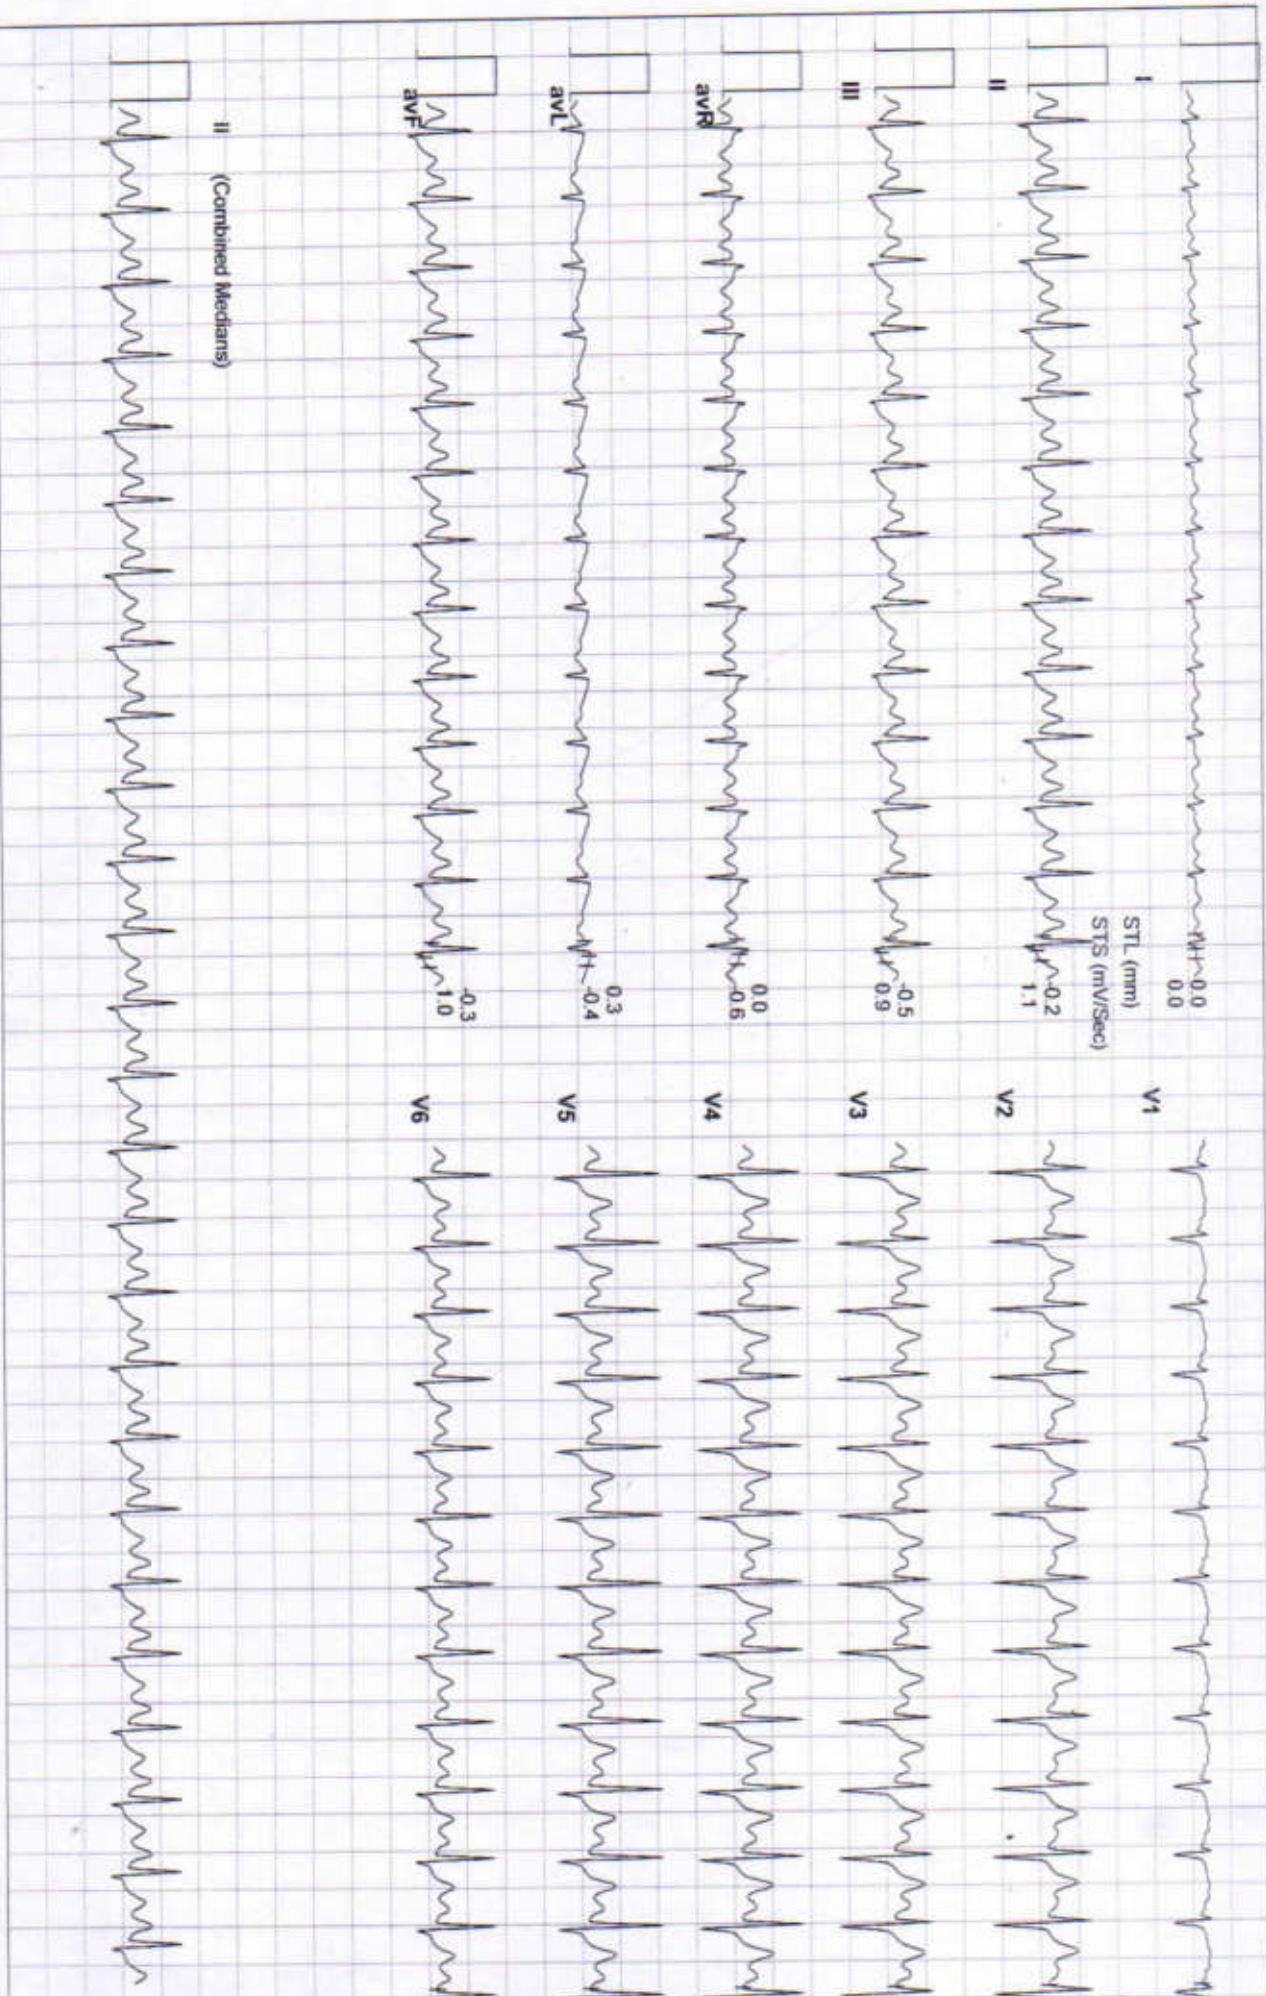 I
STL (mm)
STS (mV/Sec)
0.0
0.0
V1
II
-0.2
1.1
V2
III
-0.5
0.9
V3
avR
0.0
-0.6
V4
avL
0.3
-0.4
V5
avF
-0.3
1.0
V6
II (Combined Medians)